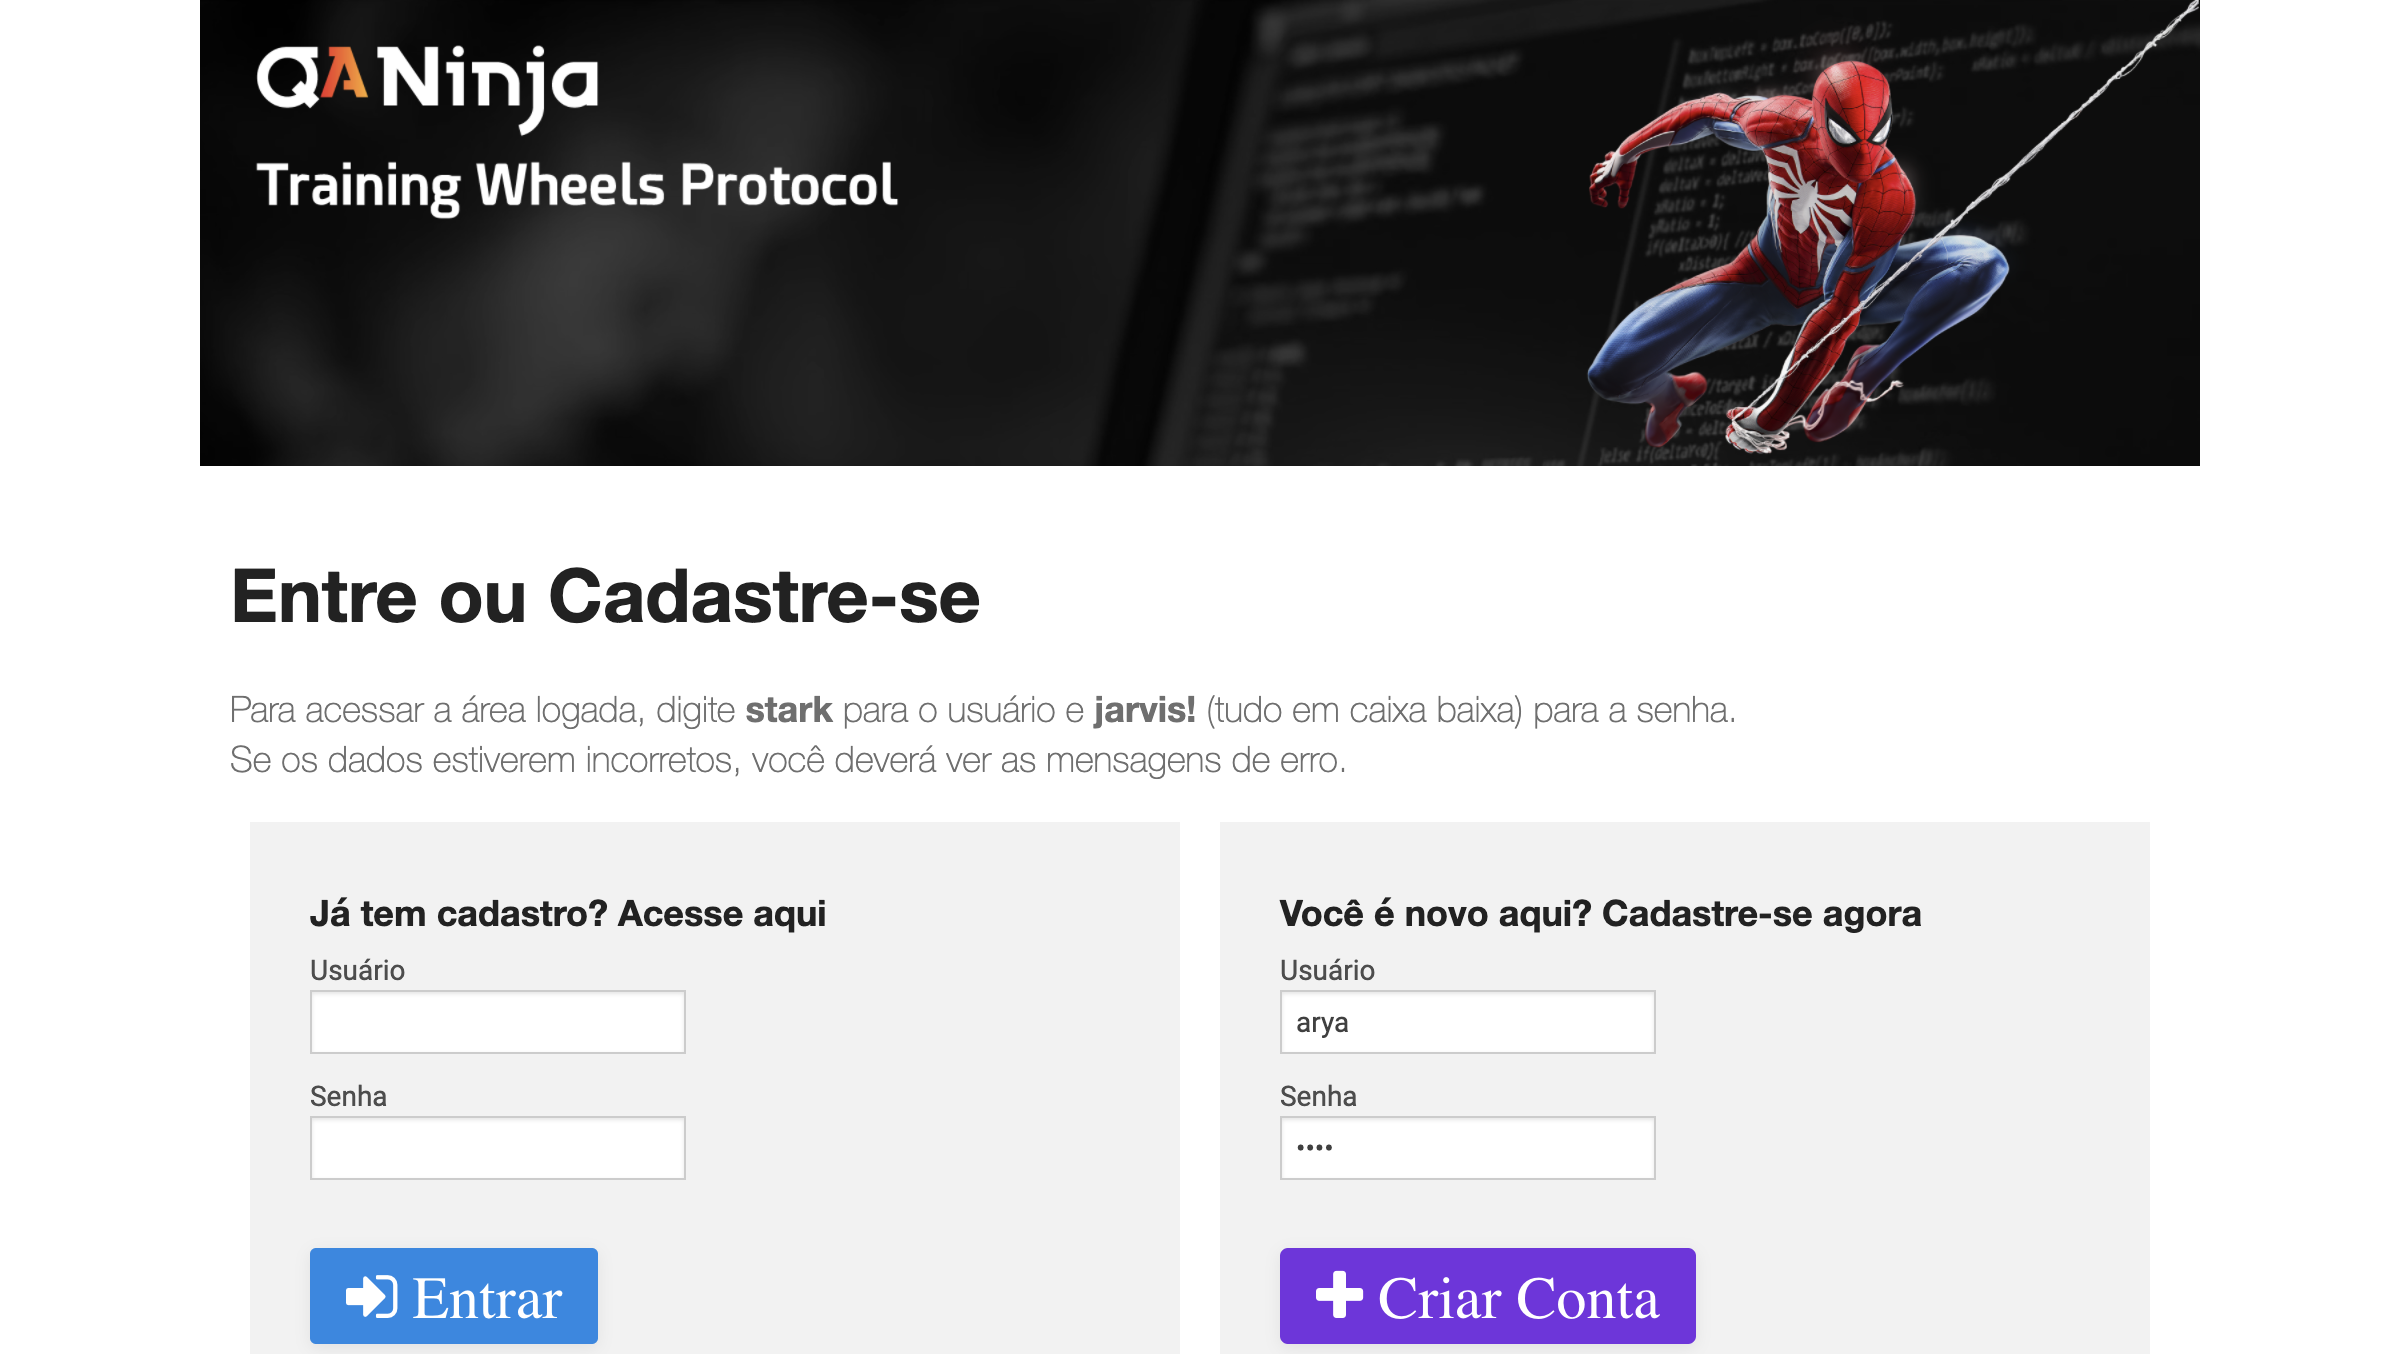 QANinja
Training Wheels Protocol
Entre ou Cadastre-se
Para acessar a área logada, digite stark para o usuário e jarvis! (tudo em caixa baixa) para a senha.
Se os dados estiverem incorretos, você deverá ver as mensagens de erro.
Já tem cadastro? Acesse aqui
Usuário
Senha
Entrar
Você é novo aqui? Cadastre-se agora
Usuário
arya
Senha
••••
Criar Conta